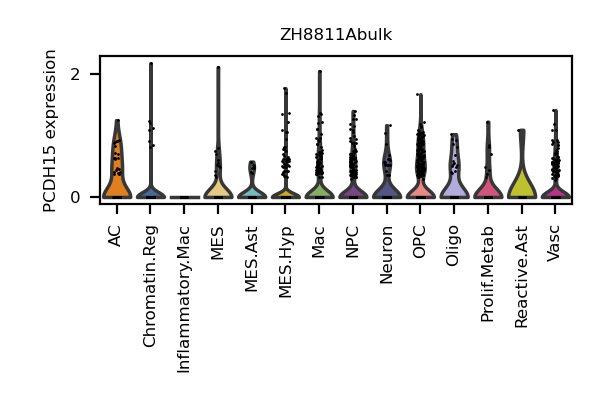 ZH8811Abulk
PCDH15 expression
2
0
AC
Chromatin.Reg
Inflammatory.Mac
MES
MES.Ast
MES.Hyp
Mac
NPC
Neuron
OPC
Oligo
Prolif.Metab
Reactive.Ast
Vasc